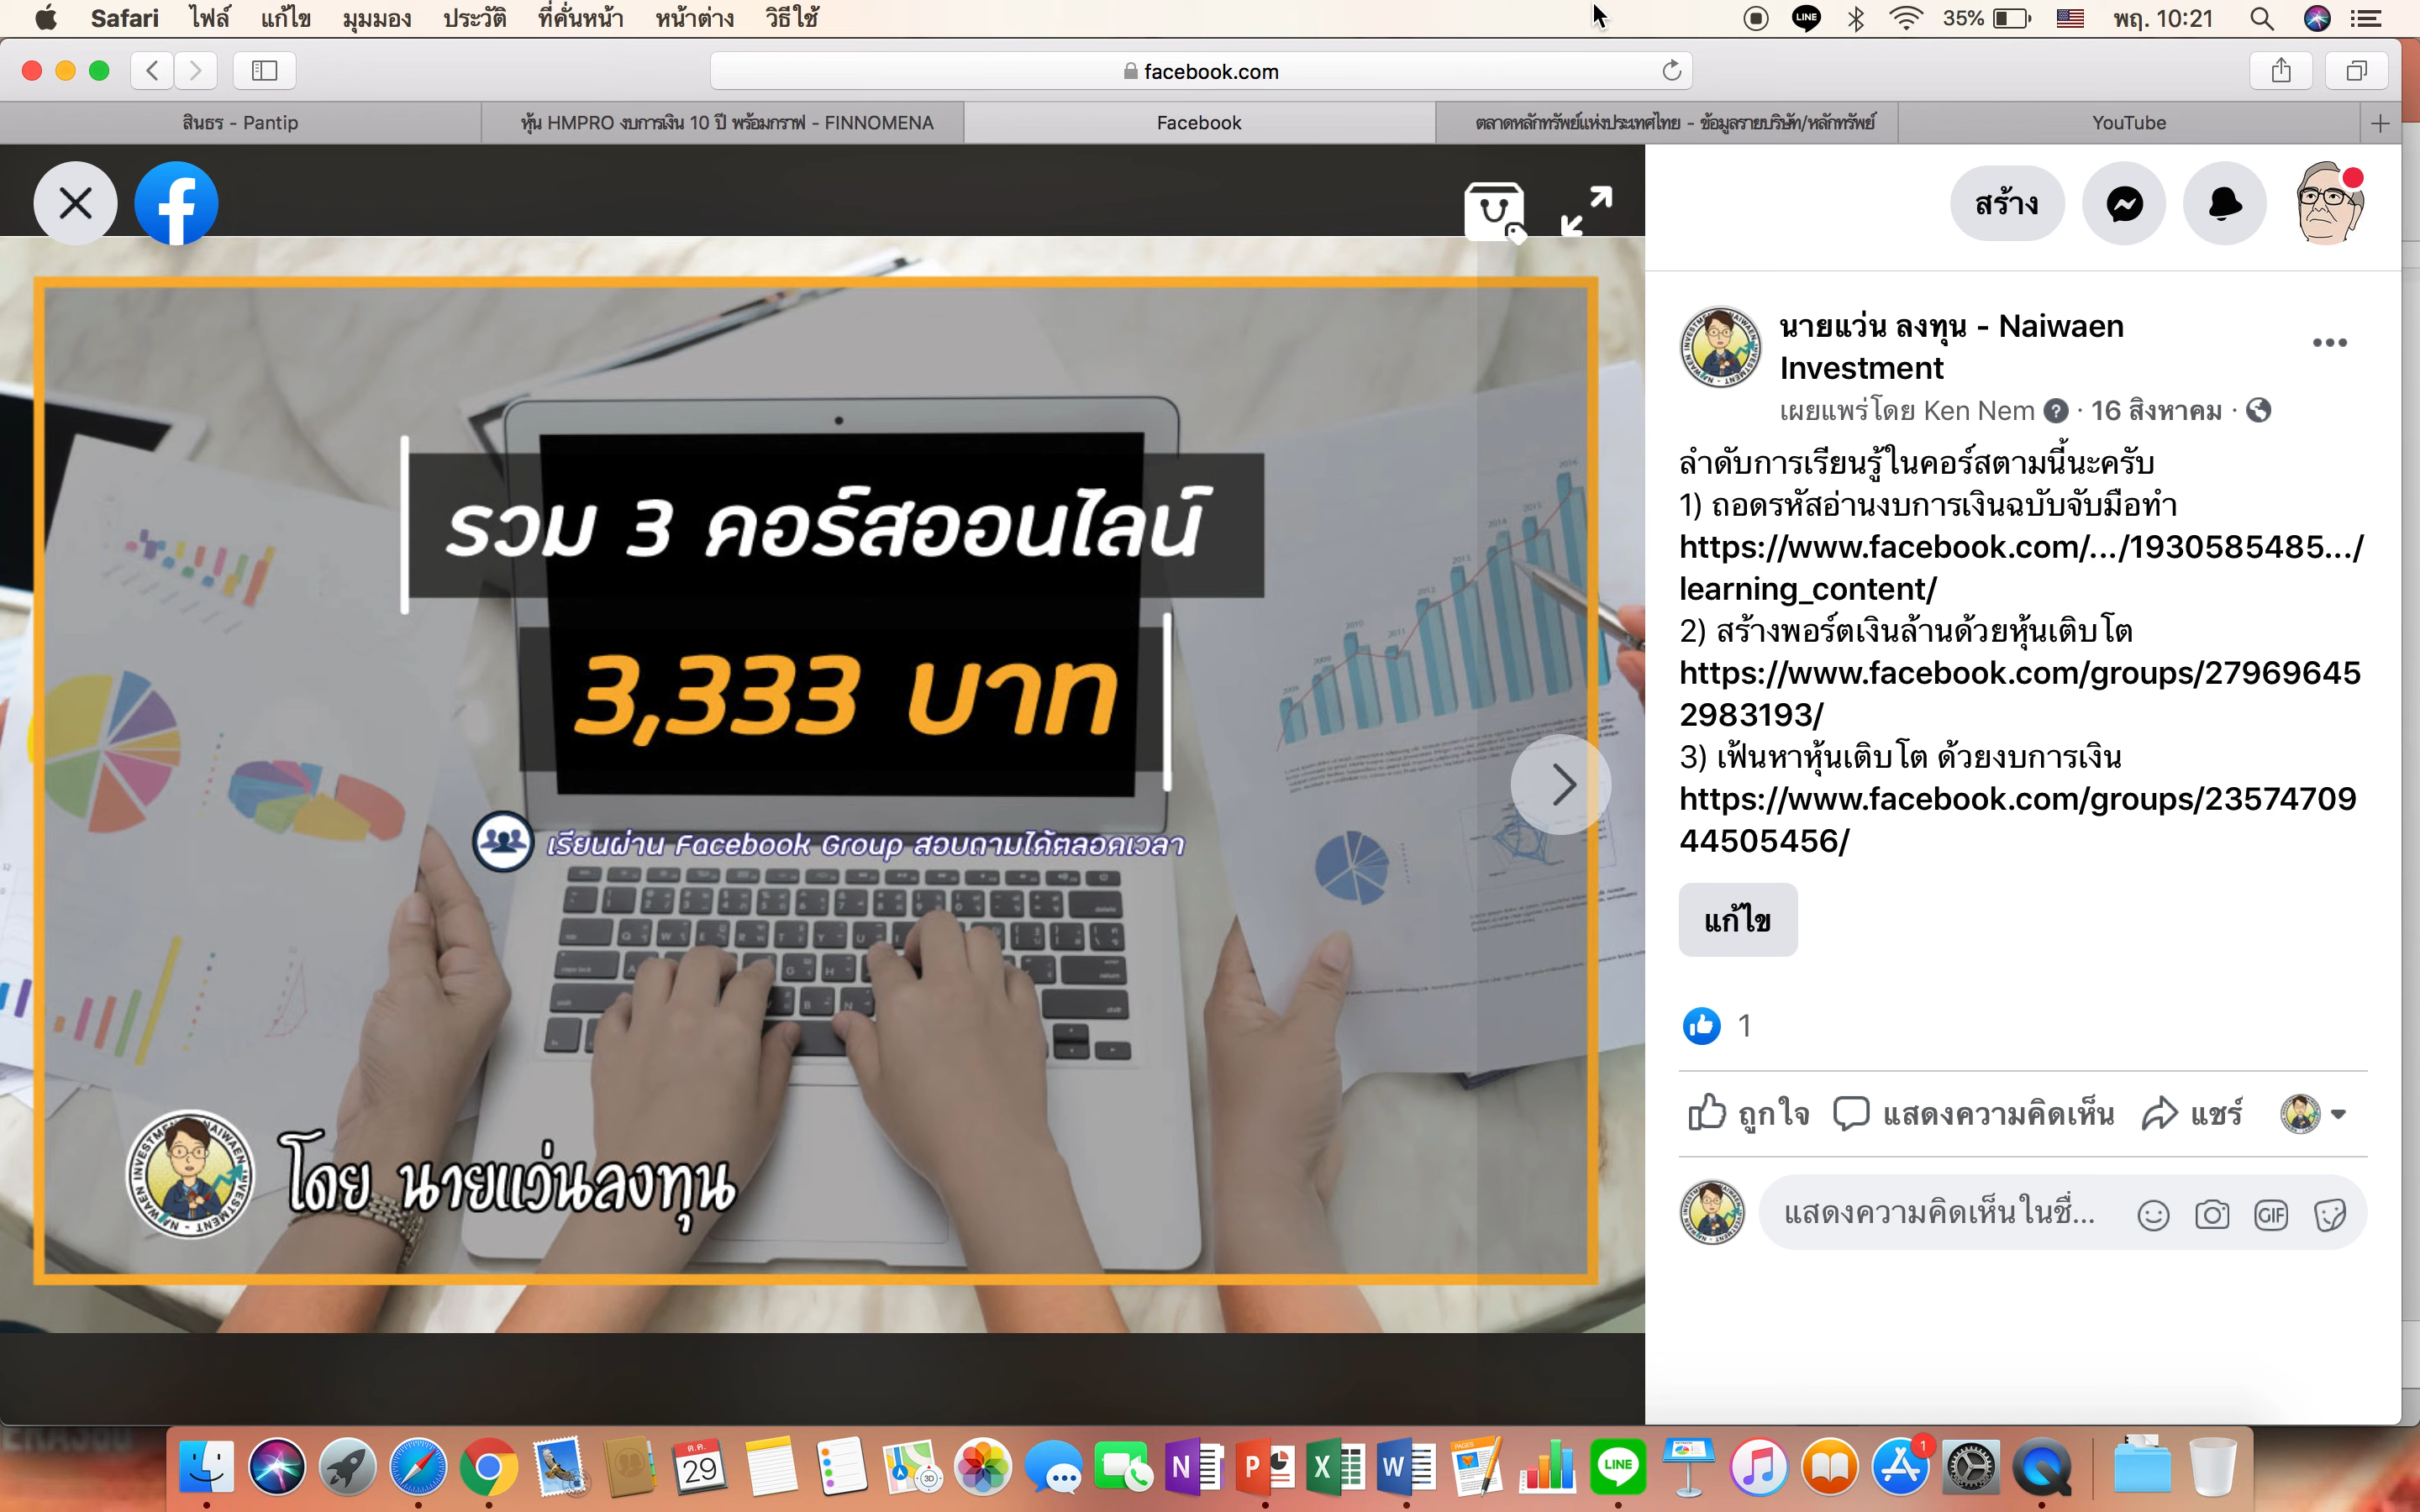 Safari ไฟล์ แก้ไข มุมมอง ประวัติ ที่คั่นหน้า หน้าต่าง วิธีใช้
LINE 35% พฤ. 10:21
facebook.com
สินธร - Pantip
หุ้น HMPRO งบการเงิน 10 ปี พร้อมกราฟ - FINNOMENA
Facebook
ตลาดหลักทรัพย์แห่งประเทศไทย - ข้อมูลรายบริษัท/หลักทรัพย์
YouTube
รวม 3 คอร์สออนไลน์
3,333 บาท
เรียนผ่าน Facebook Group สอบถามได้ตลอดเวลา
โดย นายแว่นลงทุน
สร้าง
นายแว่น ลงทุน - Naiwaen
Investment
เผยแพร่โดย Ken Nem · 16 สิงหาคม ·
ลำดับการเรียนรู้ในคอร์สตามนี้นะครับ
1) ถอดรหัสอ่านงบการเงินฉบับจับมือทำ
https://www.facebook.com/.../1930585485.../
learning_content/
2) สร้างพอร์ตเงินล้านด้วยหุ้นเติบโต
https://www.facebook.com/groups/27969645
2983193/
3) เฟ้นหาหุ้นเติบโต ด้วยงบการเงิน
https://www.facebook.com/groups/23574709
44505456/
แก้ไข
1
ถูกใจ แสดงความคิดเห็น แชร์
แสดงความคิดเห็นในชื่... GIF
ต.ค.
29
3D
N
P
X
W
PAGES
LINE
1